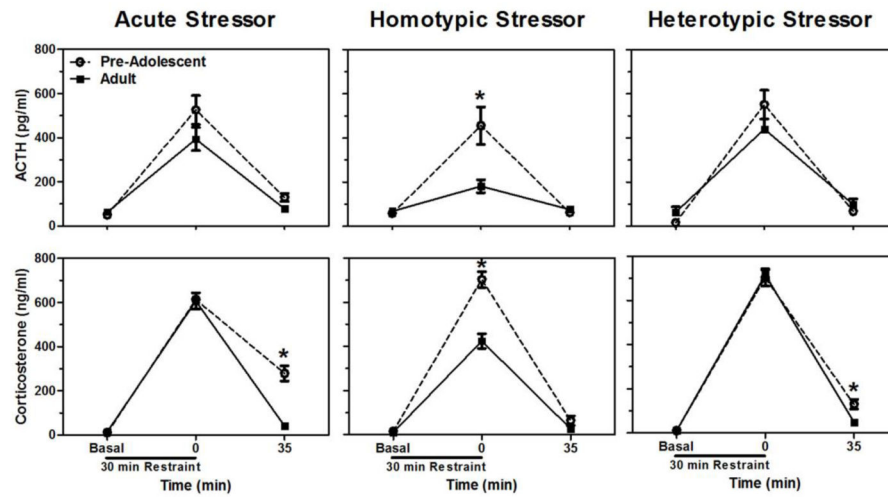 Acute Stressor Homotypic Stressor Heterotypic Stressor
800
Pre-Adolescent
Adult
600
400
200
0
ACTH (pg/ml)
*
800
600
400
200
0
Corticosterone (ng/ml)
*
*
*
Basal 0 35 Basal 0 35 Basal 0 35
30 min Restraint 30 min Restraint 30 min Restraint
Time (min) Time (min) Time (min)